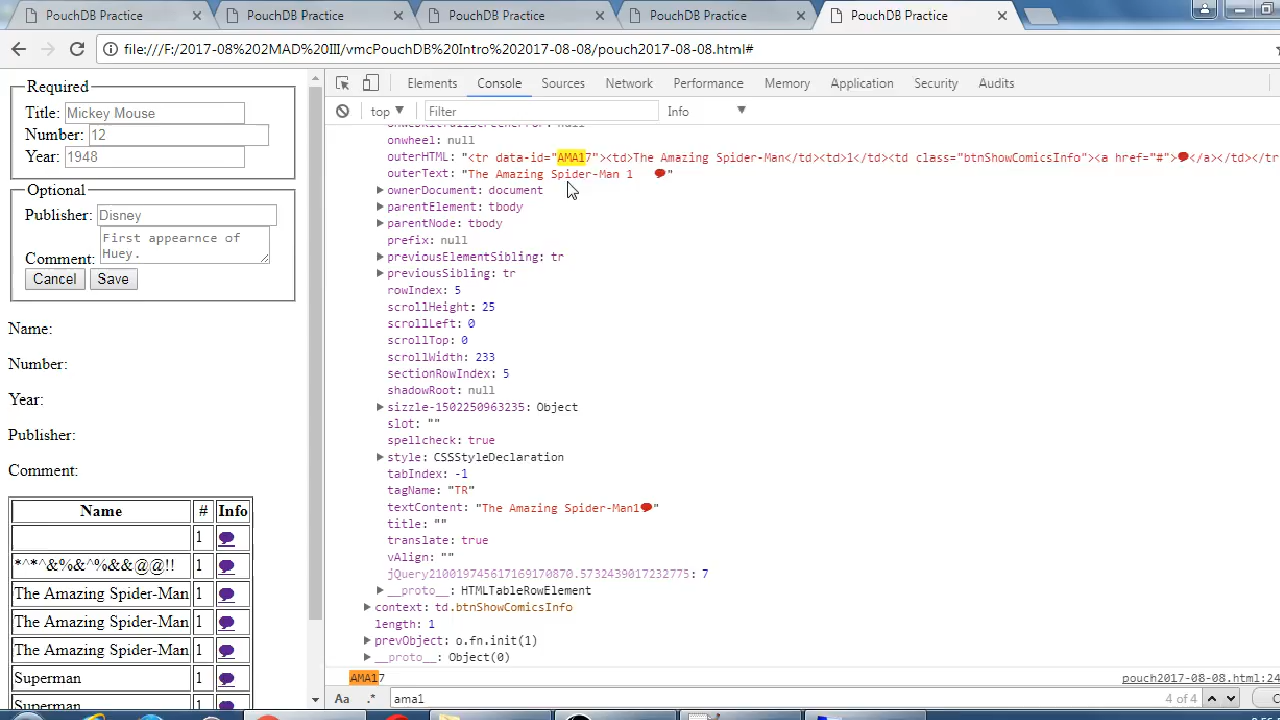 PouchDB Practice
PouchDB Practice
PouchDB Practice
PouchDB Practice
PouchDB Practice
file:///F:/2017-08%202MAD%20III/vmcPouchDB%20Intro%202017-08-08/pouch2017-08-08.html#
Required
Title: Mickey Mouse
Number: 12
Year: 1948
Optional
Publisher: Disney
First appearnce of
Huey.
Comment:
Cancel Save
Name:
Number:
Year:
Publisher:
Comment:
Name # Info
1
*^*^&%&^%&&@@!! 1
The Amazing Spider-Man 1
The Amazing Spider-Man 1
The Amazing Spider-Man 1
Superman 1
Superman 1
Elements Console Sources Network Performance Memory Application Security Audits
top Filter Info
null
onwheel: null
outerHTML: "<tr data-id="AMA17"><td>The Amazing Spider-Man</td><td>1</td><td class="btnShowComicsInfo"><a href="#">💬</a></td></tr
outerText: "The Amazing Spider-Man 1 💬"
ownerDocument: document
parentElement: tbody
parentNode: tbody
prefix: null
previousElementSibling: tr
previousSibling: tr
rowIndex: 5
scrollHeight: 25
scrollLeft: 0
scrollTop: 0
scrollWidth: 233
sectionRowIndex: 5
shadowRoot: null
sizzle-1502250963235: Object
slot: ""
spellcheck: true
style: CSSStyleDeclaration
tabIndex: -1
tagName: "TR"
textContent: "The Amazing Spider-Man1💬"
title: ""
translate: true
vAlign: ""
jQuery210019745617169170870.5732439017232775: 7
__proto__: HTMLTableRowElement
context: td.btnShowComicsInfo
length: 1
prevObject: o.fn.init(1)
__proto__: Object(0)
AMA17 pouch2017-08-08.html:24
Aa .* ama1 4 of 4